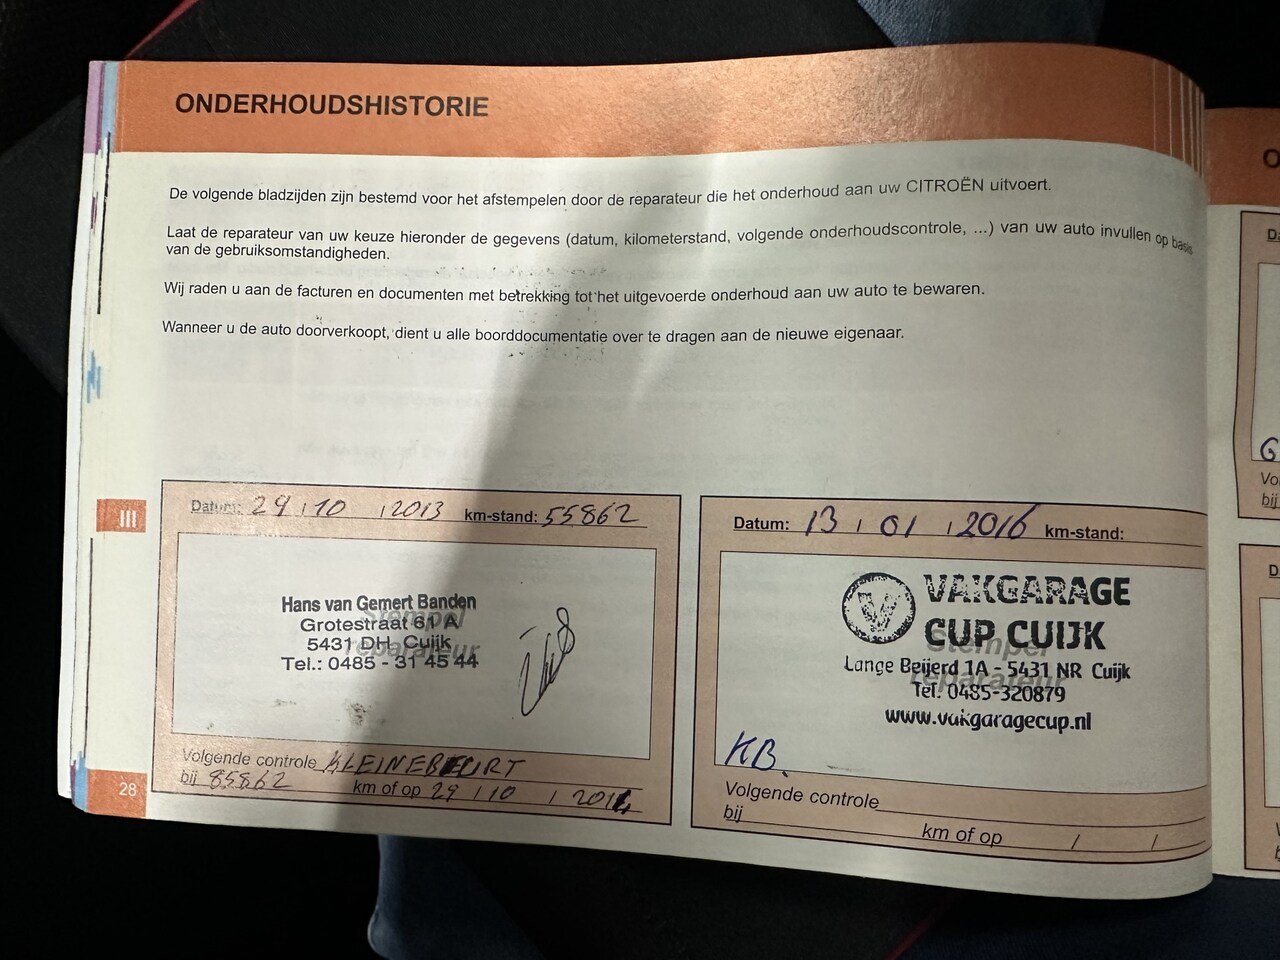 ONDERHOUDSHISTORIE
De volgende bladzijden zijn bestemd voor het afstempelen door de reparateur die het onderhoud aan uw CITROËN uitvoert.
Laat de reparateur van uw keuze hieronder de gegevens (datum, kilometerstand, volgende onderhoudscontrole, ...) van uw auto invullen op basis
van de gebruiksomstandigheden.
Wij raden u aan de facturen en documenten met betrekking tot het uitgevoerde onderhoud aan uw auto te bewaren.
Wanneer u de auto doorverkoopt, dient u alle boorddocumentatie over te dragen aan de nieuwe eigenaar.
III
Datum: 29 / 10 / 2013 km-stand: 55862
Stempel
reparateur
Hans van Gemert Banden
Grotestraat 61 A
5431 DH Cuijk
Tel.: 0485 - 31 45 44
Volgende controle KLEINEBEURT
bij 85862 km of op 29 / 10 / 2014
Datum: 13 / 01 / 2016 km-stand:
Stempel
reparateur
VAKGARAGE
CUP CUIJK
Lange Beijerd 1A - 5431 NR Cuijk
Tel. 0485-320879
www.vakgaragecup.nl
KB.
Volgende controle
bij
km of op / /
28
O
G
Vo
bij
D